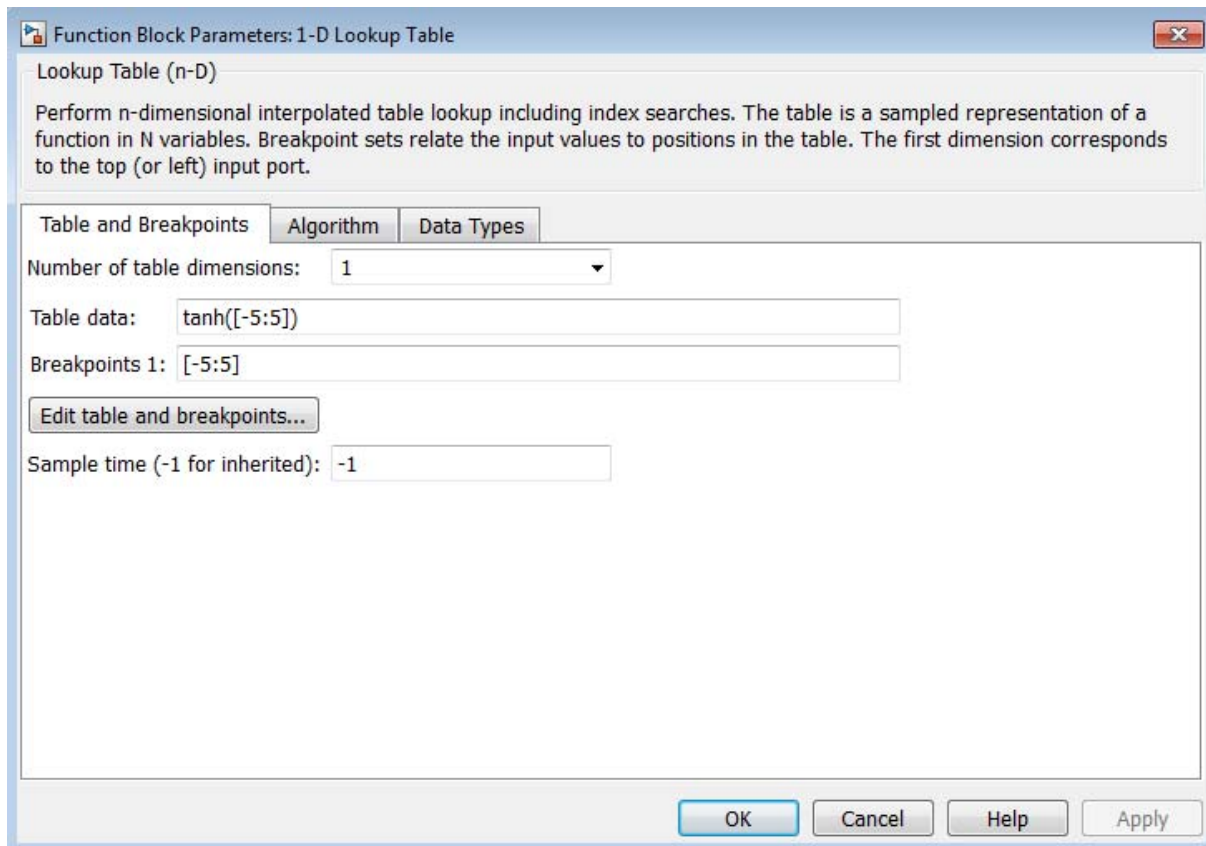 Function Block Parameters: 1-D Lookup Table
Lookup Table (n-D)
Perform n-dimensional interpolated table lookup including index searches. The table is a sampled representation of a
function in N variables. Breakpoint sets relate the input values to positions in the table. The first dimension corresponds
to the top (or left) input port.
Table and Breakpoints Algorithm Data Types
Number of table dimensions: 1
Table data: tanh([-5:5])
Breakpoints 1: [-5:5]
Edit table and breakpoints...
Sample time (-1 for inherited): -1
OK Cancel Help Apply